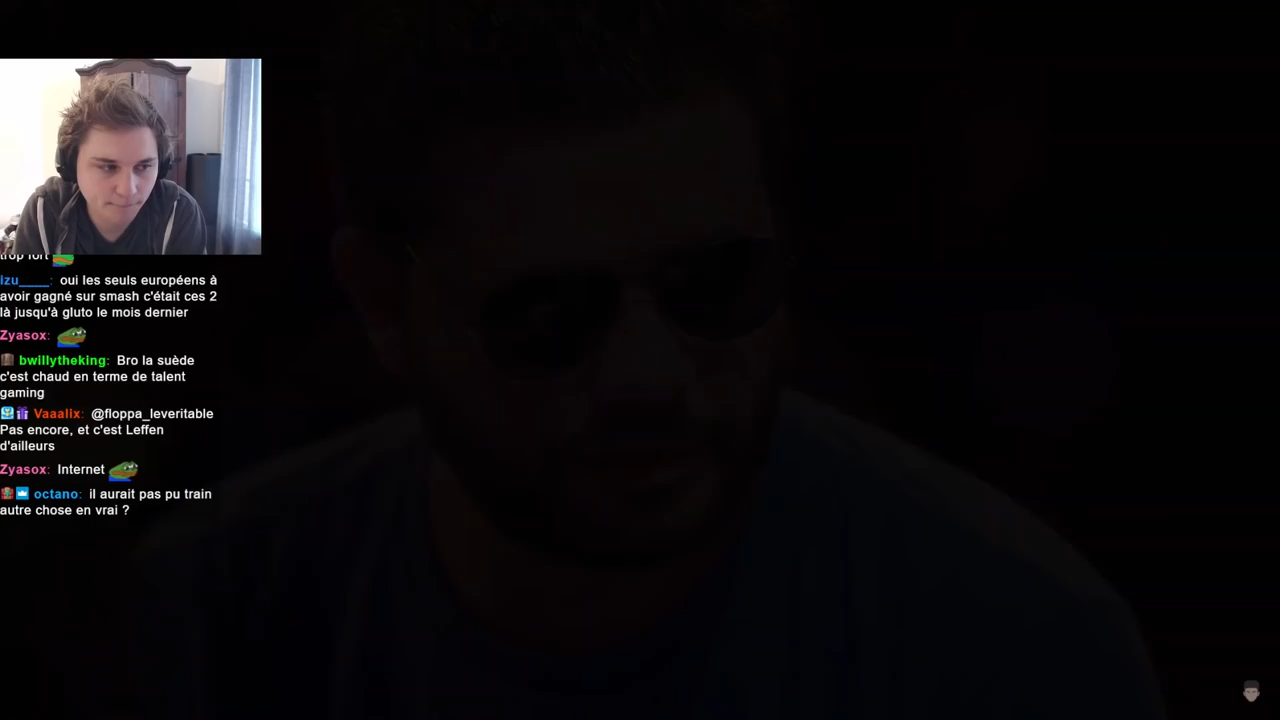 trop fort
izu____: oui les seuls européens à
avoir gagné sur smash c'était ces 2
là jusqu'à gluto le mois dernier
Zyasox:
bwillytheking: Bro la suède
c'est chaud en terme de talent
gaming
Vaaalix: @floppa_leveritable
Pas encore, et c'est Leffen
d'ailleurs
Zyasox: Internet
octano: il aurait pas pu train
autre chose en vrai ?